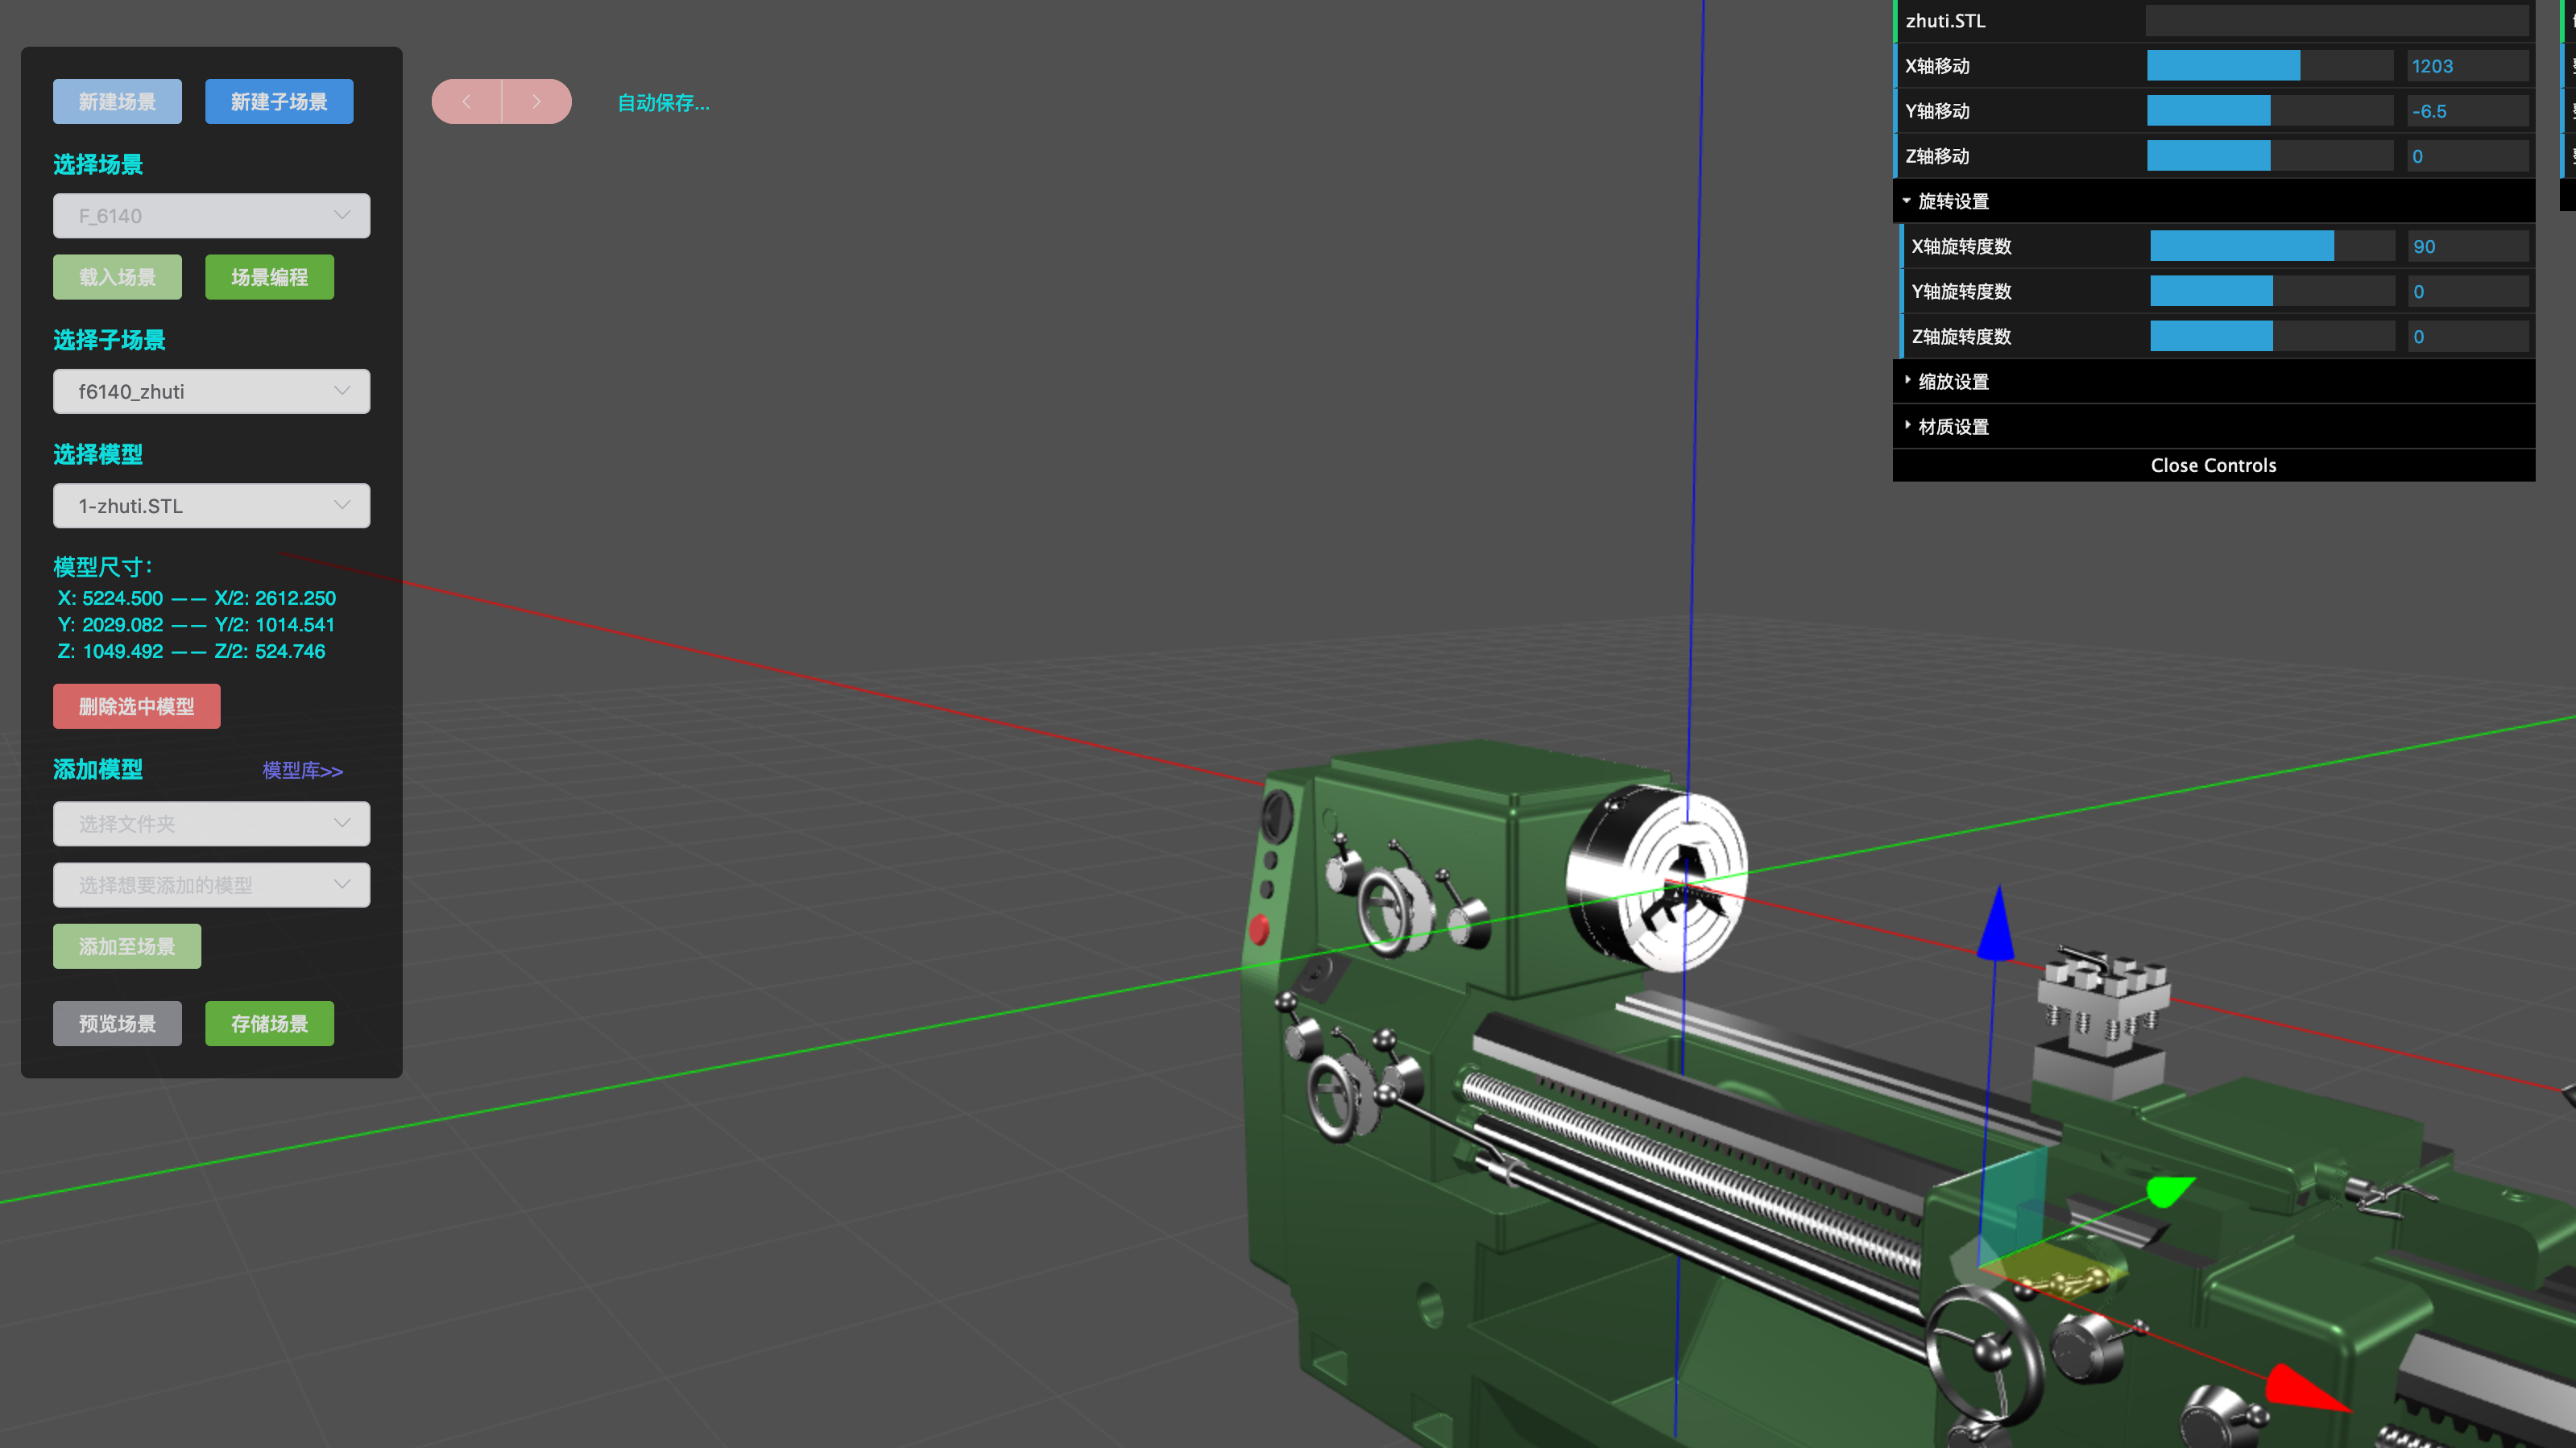 新建场景
新建子场景
自动保存...
选择场景
F_6140
载入场景
场景编程
选择子场景
f6140_zhuti
选择模型
1-zhuti.STL
模型尺寸:
X: 5224.500 —— X/2: 2612.250
Y: 2029.082 —— Y/2: 1014.541
Z: 1049.492 —— Z/2: 524.746
删除选中模型
添加模型
模型库>>
选择文件夹
选择想要添加的模型
添加至场景
预览场景
存储场景
zhuti.STL
X轴移动 1203
Y轴移动 -6.5
Z轴移动 0
旋转设置
X轴旋转度数 90
Y轴旋转度数 0
Z轴旋转度数 0
缩放设置
材质设置
Close Controls